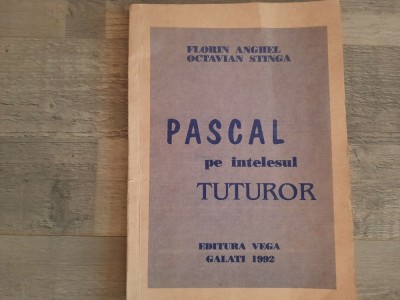 FLORIN ANGHEL
OCTAVIAN STINGA
PASCAL
pe intelesul
TUTUROR
EDITURA VEGA
GALATI 1992